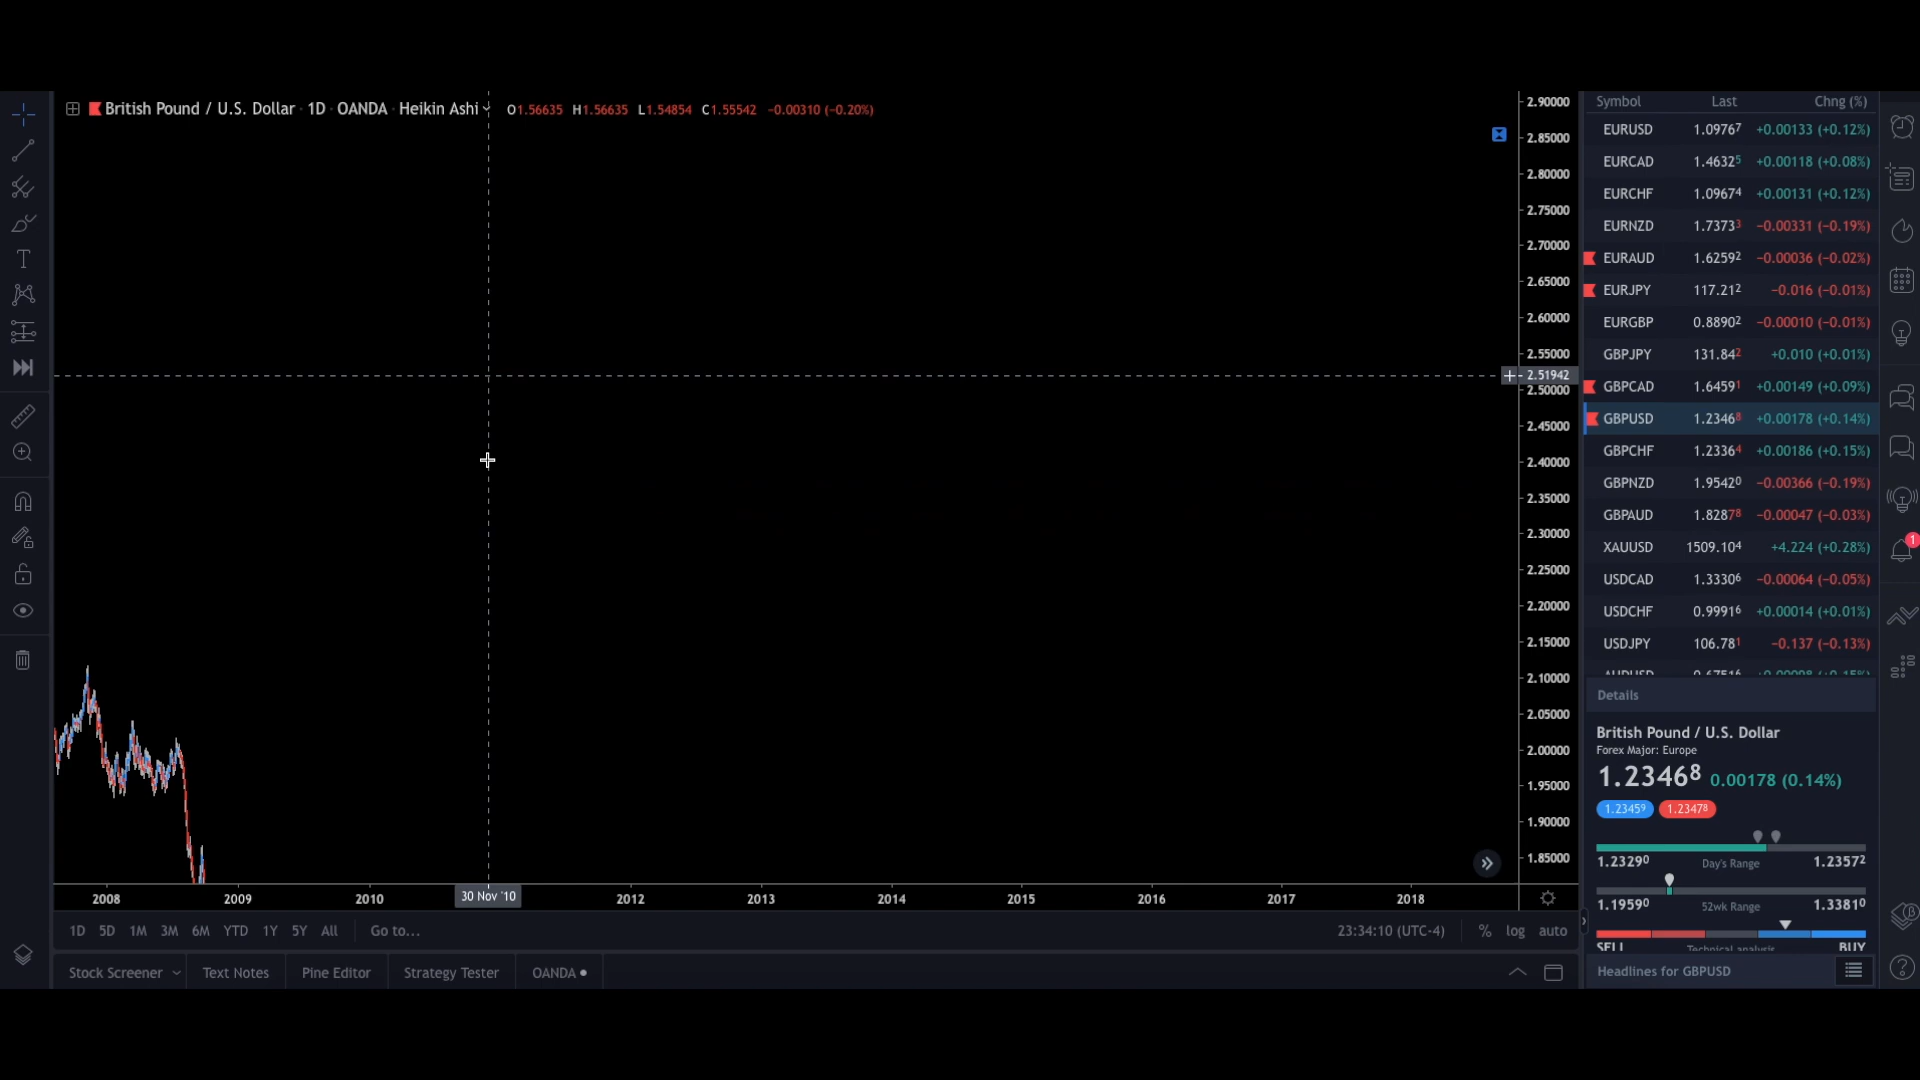 British Pound / U.S. Dollar · 1D · OANDA · Heikin Ashi O1.56635 H1.56635 L1.54854 C1.55542 −0.00310 (−0.20%)
2.90000
2.85000
2.80000
2.75000
2.70000
2.65000
2.60000
2.55000
2.51942
2.50000
2.45000
2.40000
2.35000
2.30000
2.25000
2.20000
2.15000
2.10000
2.05000
2.00000
1.95000
1.90000
1.85000
2008 2009 2010 30 Nov '10 2012 2013 2014 2015 2016 2017 2018
1D 5D 1M 3M 6M YTD 1Y 5Y All Go to... 23:34:10 (UTC-4) % log auto
Stock Screener Text Notes Pine Editor Strategy Tester OANDA
Symbol Last Chng (%)
EURUSD 1.09767 +0.00133 (+0.12%)
EURCAD 1.46325 +0.00118 (+0.08%)
EURCHF 1.09674 +0.00131 (+0.12%)
EURNZD 1.73733 −0.00331 (−0.19%)
EURAUD 1.62592 −0.00036 (−0.02%)
EURJPY 117.212 −0.016 (−0.01%)
EURGBP 0.88902 −0.00010 (−0.01%)
GBPJPY 131.842 +0.010 (+0.01%)
GBPCAD 1.64591 +0.00149 (+0.09%)
GBPUSD 1.23468 +0.00178 (+0.14%)
GBPCHF 1.23364 +0.00186 (+0.15%)
GBPNZD 1.95420 −0.00366 (−0.19%)
GBPAUD 1.82878 −0.00047 (−0.03%)
XAUUSD 1509.104 +4.224 (+0.28%)
USDCAD 1.33306 −0.00064 (−0.05%)
USDCHF 0.99916 +0.00014 (+0.01%)
USDJPY 106.781 −0.137 (−0.13%)
Details
British Pound / U.S. Dollar
Forex Major: Europe
1.23468 0.00178 (0.14%)
1.23459 1.23478
1.23290 Day's Range 1.23572
1.19590 52wk Range 1.33810
SELL Technical analysis BUY
Headlines for GBPUSD
1